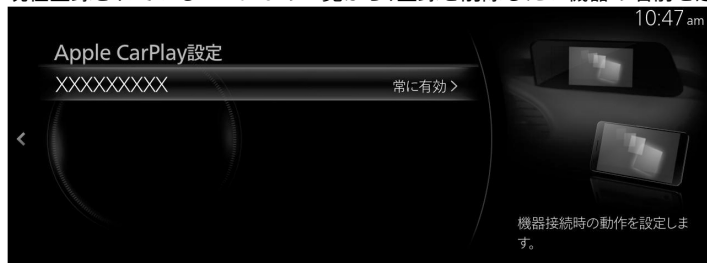 10:47 am
Apple CarPlay設定
XXXXXXXXX
常に有効 >
機器接続時の動作を設定しま
す。